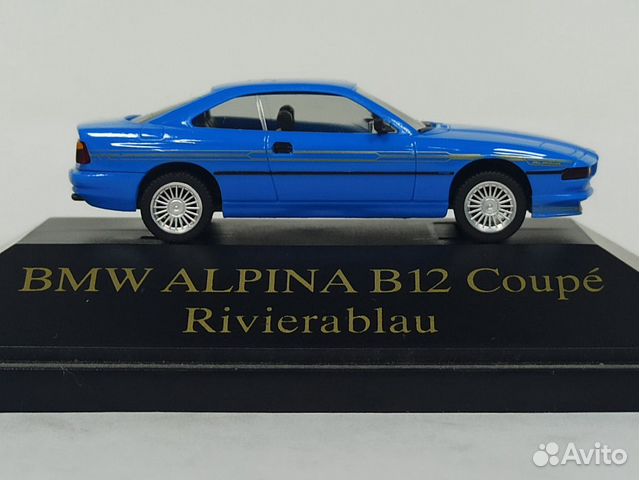 BMW ALPINA B12 Coupé
Rivierablau
Avito